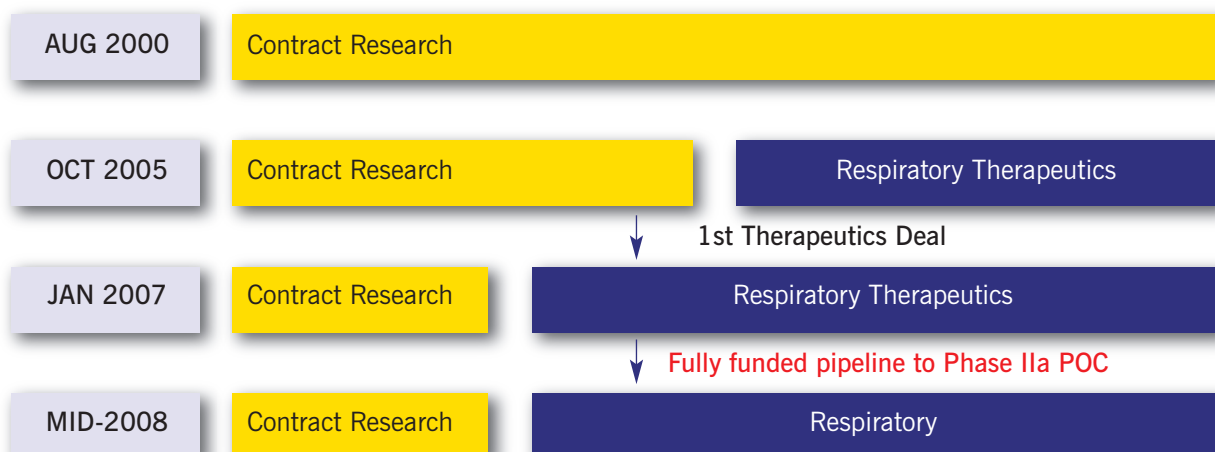 AUG 2000
Contract Research
OCT 2005
Contract Research
Respiratory Therapeutics
1st Therapeutics Deal
JAN 2007
Contract Research
Respiratory Therapeutics
Fully funded pipeline to Phase IIa POC
MID-2008
Contract Research
Respiratory